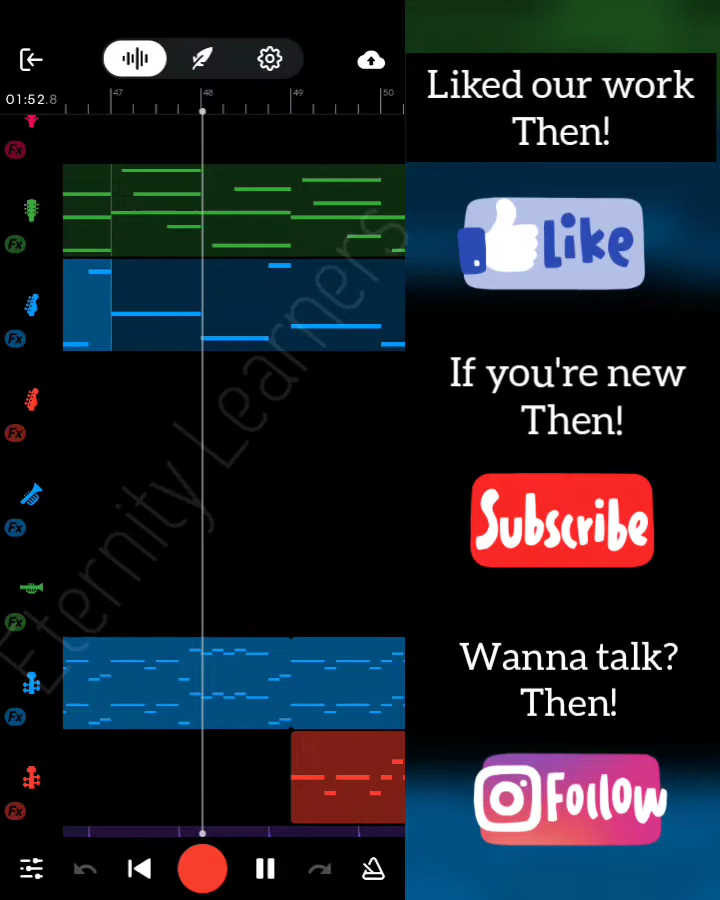 01:52.8
47
48
49
50
Fx
Fx
Fx
Fx
Fx
Fx
Fx
Fx
Eternity Learners
Liked our work
Then!
Like
If you're new
Then!
Subscribe
Wanna talk?
Then!
Follow